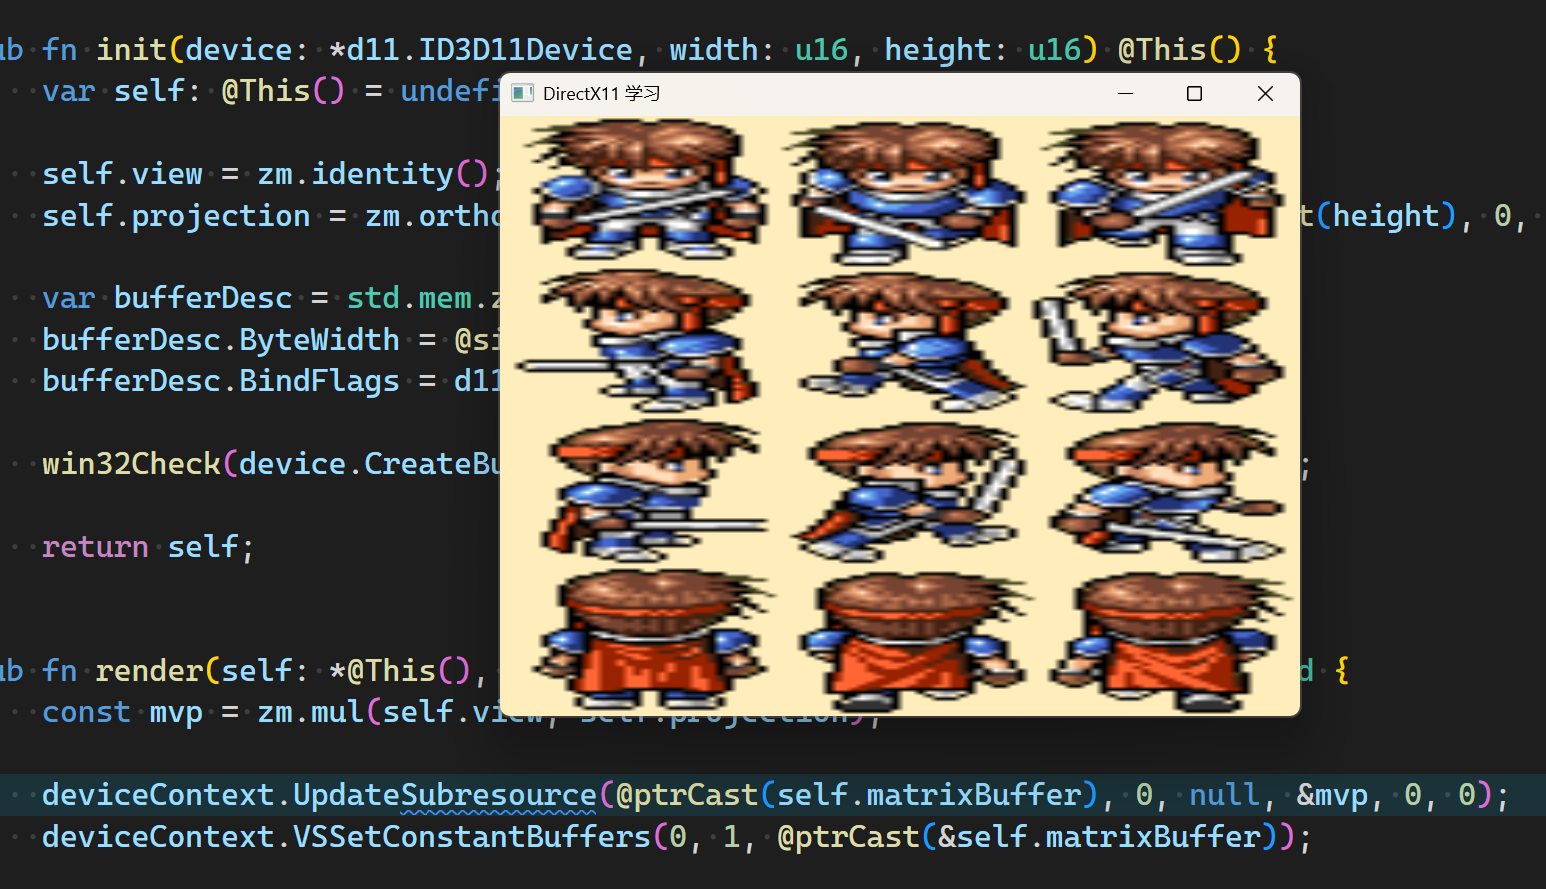 ub fn init(device: *d11.ID3D11Device, width: u16, height: u16) @This() {
var self: @This() = undefi
DirectX11 学习
self.view = zm.identity();
self.projection = zm.ortho t(height), 0,
var bufferDesc = std.mem.z
bufferDesc.ByteWidth = @si
bufferDesc.BindFlags = d11
win32Check(device.CreateBu ;
return self;
ub fn render(self: *@This(), d {
const mvp = zm.mul(self.view, self.projection);
deviceContext.UpdateSubresource(@ptrCast(self.matrixBuffer), 0, null, &mvp, 0, 0);
deviceContext.VSSetConstantBuffers(0, 1, @ptrCast(&self.matrixBuffer));